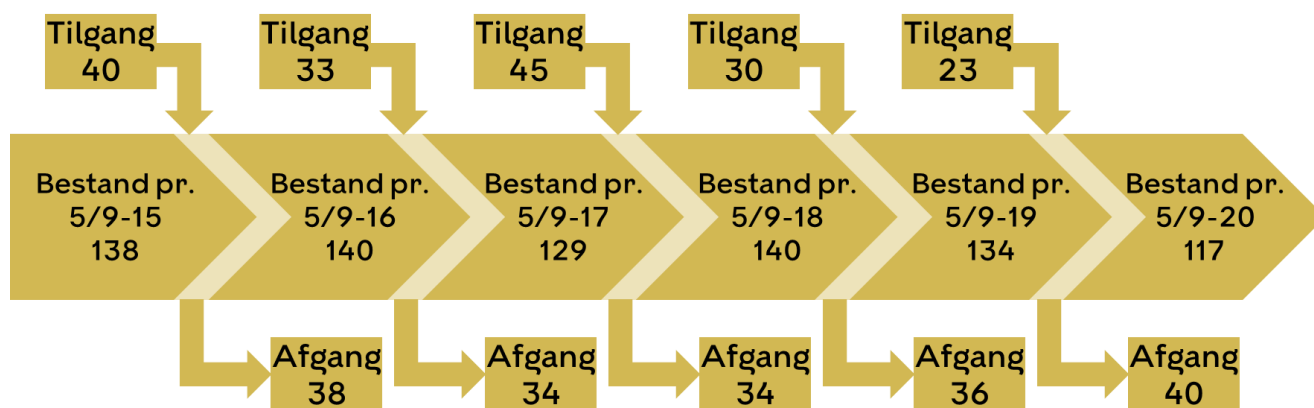 Tilgang
40
Tilgang
33
Tilgang
45
Tilgang
30
Tilgang
23
Bestand pr.
5/9-15
138
Bestand pr.
5/9-16
140
Bestand pr.
5/9-17
129
Bestand pr.
5/9-18
140
Bestand pr.
5/9-19
134
Bestand pr.
5/9-20
117
Afgang
38
Afgang
34
Afgang
34
Afgang
36
Afgang
40